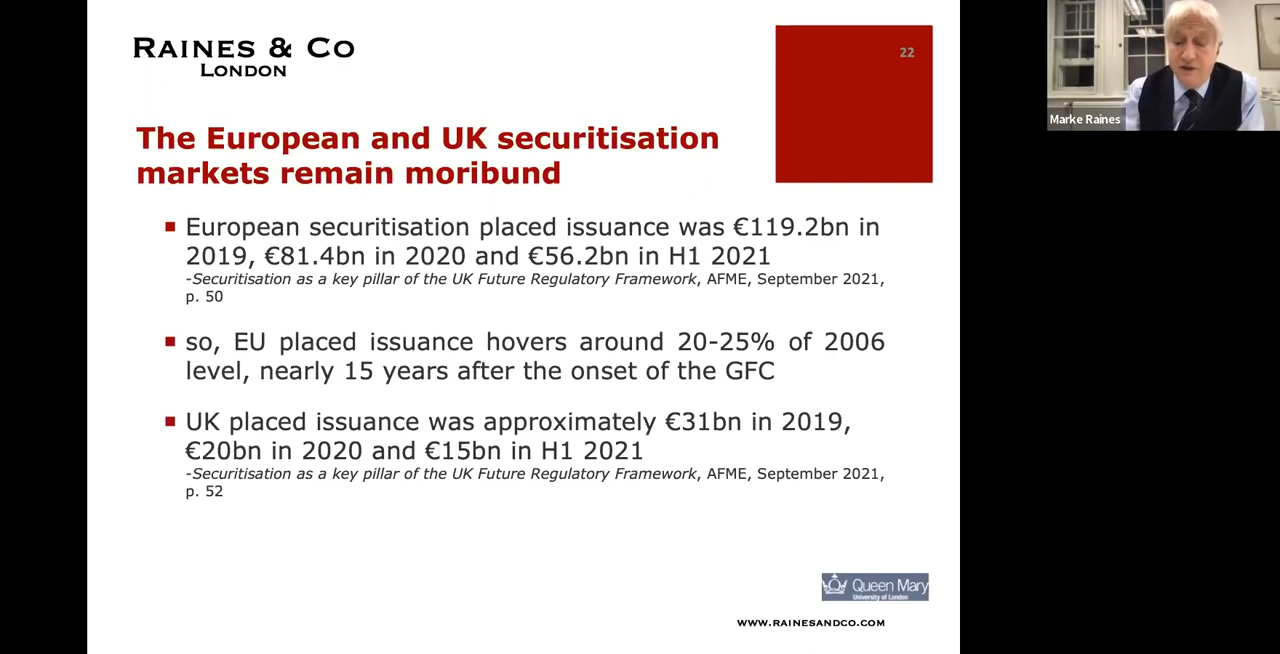 RAINES & CO
LONDON
22
The European and UK securitisation
markets remain moribund
European securitisation placed issuance was €119.2bn in
2019, €81.4bn in 2020 and €56.2bn in H1 2021
-Securitisation as a key pillar of the UK Future Regulatory Framework, AFME, September 2021,
p. 50
so, EU placed issuance hovers around 20-25% of 2006
level, nearly 15 years after the onset of the GFC
UK placed issuance was approximately €31bn in 2019,
€20bn in 2020 and €15bn in H1 2021
-Securitisation as a key pillar of the UK Future Regulatory Framework, AFME, September 2021,
p. 52
Queen Mary
University of London
WWW.RAINESANDCO.COM
Marke Raines